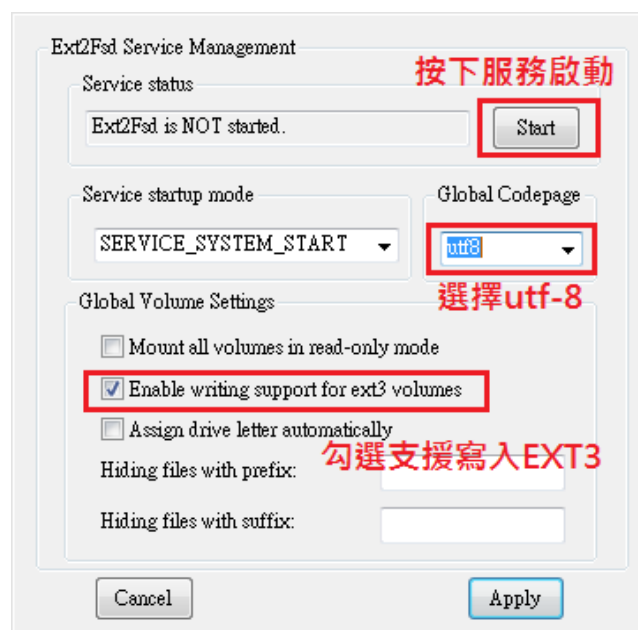 Ext2Fsd Service Management
按下服務啟動
Service status
Ext2Fsd is NOT started.
Start
Service startup mode
Global Codepage
SERVICE_SYSTEM_START
utf8
選擇utf-8
Global Volume Settings
Mount all volumes in read-only mode
Enable writing support for ext3 volumes
Assign drive letter automatically
勾選支援寫入EXT3
Hiding files with prefix:
Hiding files with suffix:
Cancel
Apply